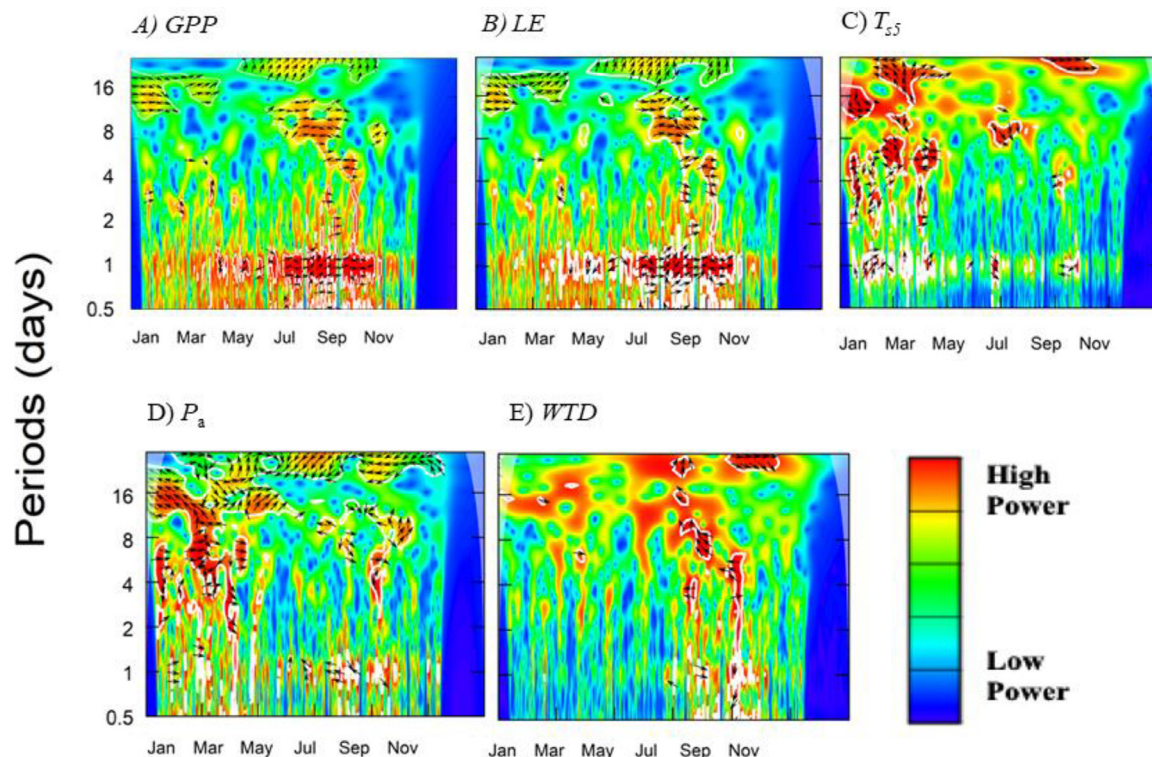 A) GPP
B) LE
C) Ts5
16
8
4
2
1
0.5
Jan Mar May Jul Sep Nov
Jan Mar May Jul Sep Nov
Jan Mar May Jul Sep Nov
Periods (days)
D) Pa
E) WTD
16
8
4
2
1
0.5
Jan Mar May Jul Sep Nov
Jan Mar May Jul Sep Nov
High
Power
Low
Power